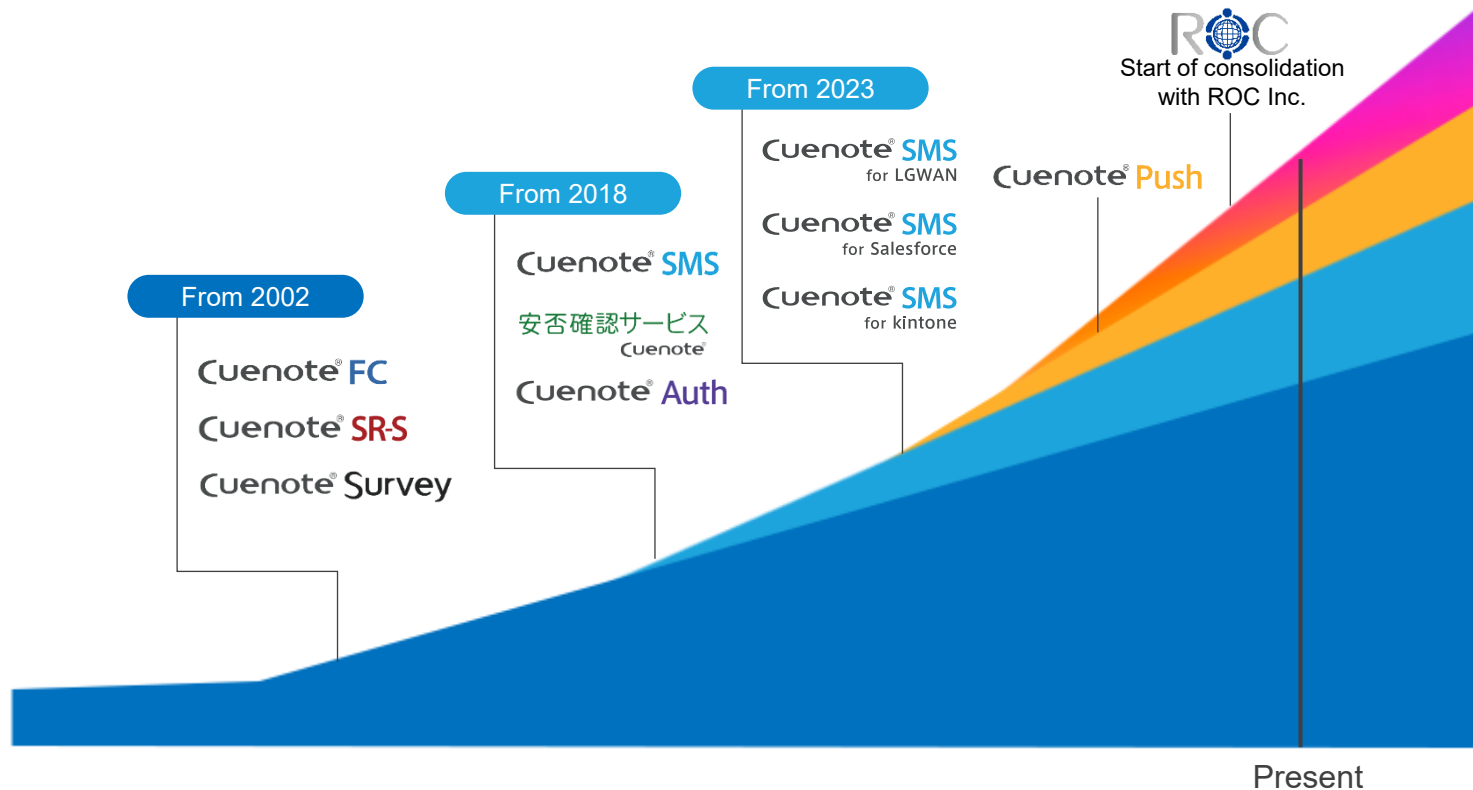 From 2002
Cuenote® FC
Cuenote® SR-S
Cuenote® Survey
From 2018
Cuenote® SMS
安否確認サービス
Cuenote®
Cuenote® Auth
From 2023
Cuenote® SMS
for LGWAN
Cuenote® SMS
for Salesforce
Cuenote® SMS
for kintone
Cuenote® Push
ROC
Start of consolidation
with ROC Inc.
Present